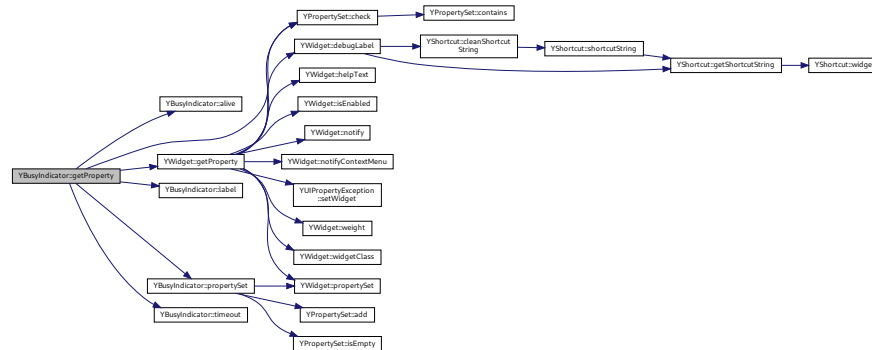 YPropertySet::check
YPropertySet::contains
YWidget::debugLabel
YShortcut::cleanShortcut
String
YShortcut::shortcutString
YShortcut::getShortcutString
YShortcut::widge
YWidget::helpText
YBusyIndicator::alive
YWidget::isEnabled
YWidget::notify
YWidget::getProperty
YWidget::notifyContextMenu
YBusyIndicator::getProperty
YBusyIndicator::label
YUIPropertyException
::setWidget
YWidget::weight
YWidget::widgetClass
YBusyIndicator::propertySet
YWidget::propertySet
YBusyIndicator::timeout
YPropertySet::add
YPropertySet::isEmpty